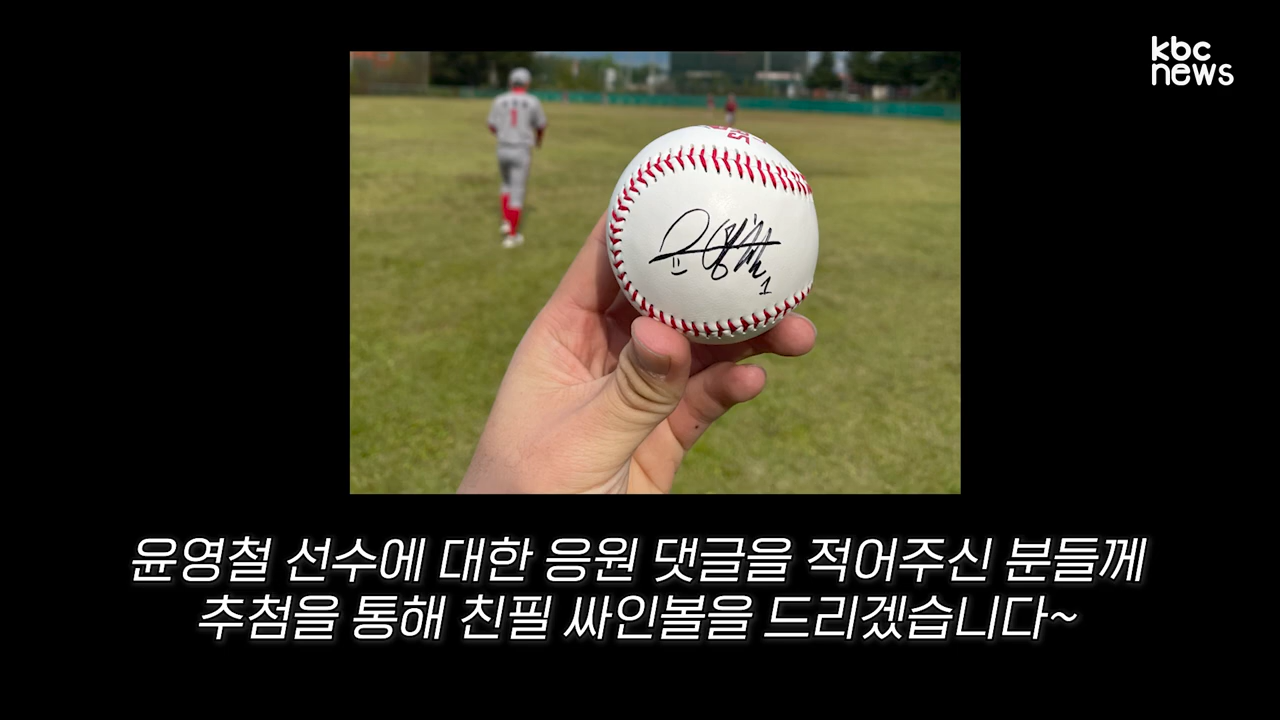 kbc
news
1
1
윤영철 선수에 대한 응원 댓글을 적어주신 분들께
추첨을 통해 친필 싸인볼을 드리겠습니다~